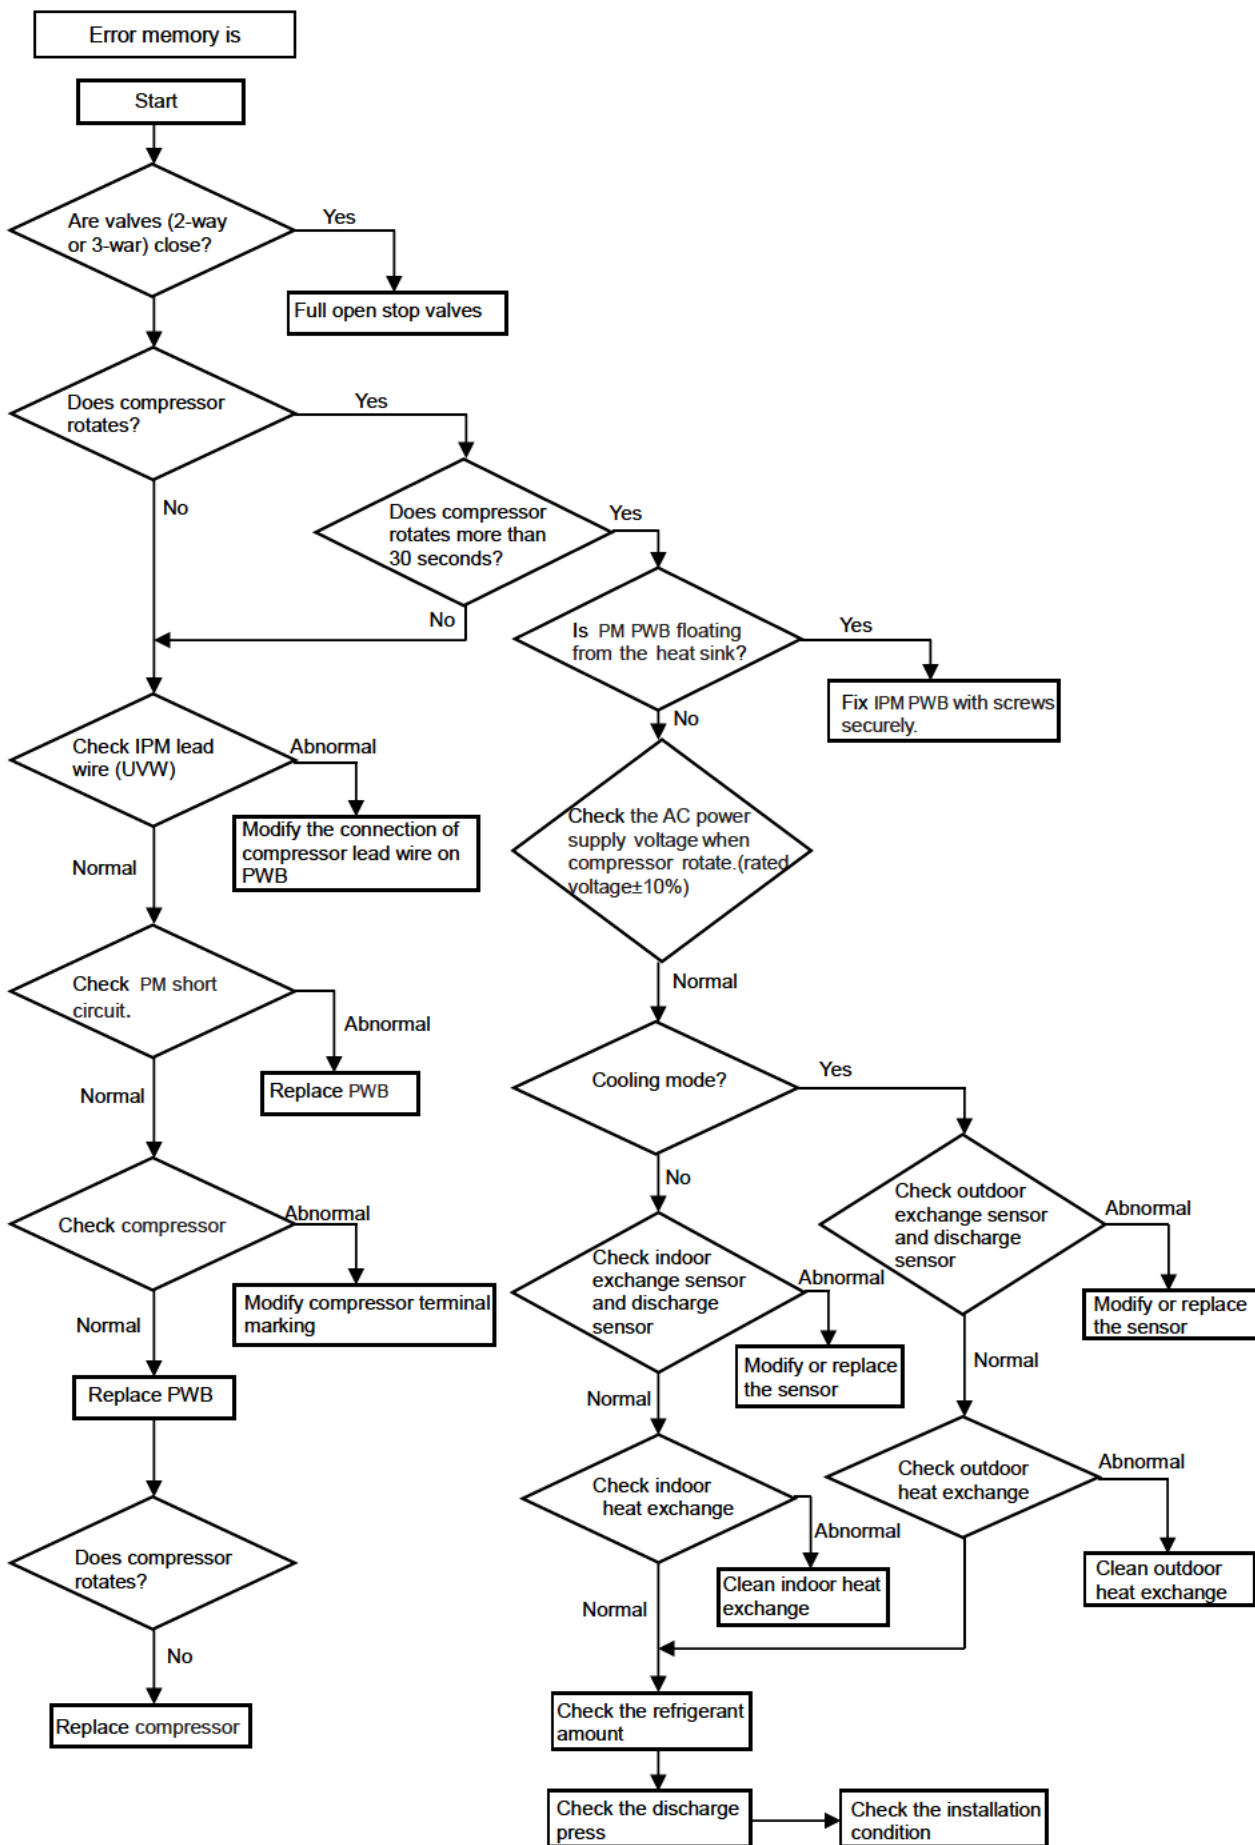 Error memory is
Start
Are valves (2-way
or 3-war) close?
Yes
Full open stop valves
Does compressor
rotates?
Yes
No
Does compressor
rotates more than
30 seconds?
Yes
No
Is PM PWB floating
from the heat sink?
Yes
Fix IPM PWB with screws
securely.
No
Check IPM lead
wire (UVW)
Abnormal
Modify the connection of
compressor lead wire on
PWB
Normal
Check the AC power
supply voltage when
compressor rotate.(rated
voltage±10%)
Normal
Check PM short
circuit.
Abnormal
Replace PWB
Normal
Cooling mode?
Yes
No
Check compressor
Abnormal
Modify compressor terminal
marking
Normal
Check outdoor
exchange sensor
and discharge
sensor
Abnormal
Modify or replace
the sensor
Normal
Check indoor
exchange sensor
and discharge
sensor
Abnormal
Modify or replace
the sensor
Normal
Replace PWB
Check outdoor
heat exchange
Abnormal
Clean outdoor
heat exchange
Check indoor
heat exchange
Abnormal
Clean indoor heat
exchange
Normal
Does compressor
rotates?
No
Replace compressor
Check the refrigerant
amount
Check the discharge
press
Check the installation
condition